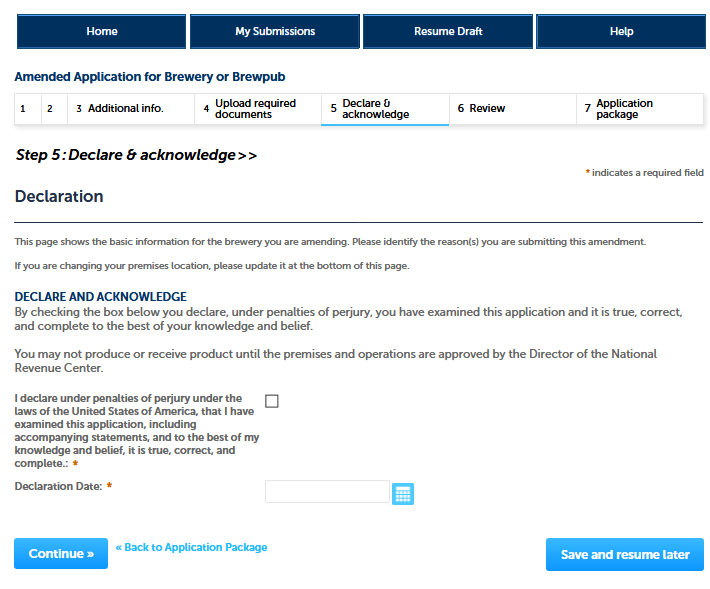 Home My Submissions Resume Draft Help
Amended Application for Brewery or Brewpub
1 2 3 Additional info. 4 Upload required documents 5 Declare & acknowledge 6 Review 7 Application package
Step 5: Declare & acknowledge>>
* indicates a required field
Declaration
This page shows the basic information for the brewery you are amending. Please identify the reason(s) you are submitting this amendment.
If you are changing your premises location, please update it at the bottom of this page.
DECLARE AND ACKNOWLEDGE
By checking the box below you declare, under penalties of perjury, you have examined this application and it is true, correct,
and complete to the best of your knowledge and belief.
You may not produce or receive product until the premises and operations are approved by the Director of the National
Revenue Center.
I declare under penalties of perjury under the
laws of the United States of America, that I have
examined this application, including
accompanying statements, and to the best of my
knowledge and belief, it is true, correct, and
complete.: *
Declaration Date: *
Continue » « Back to Application Package Save and resume later